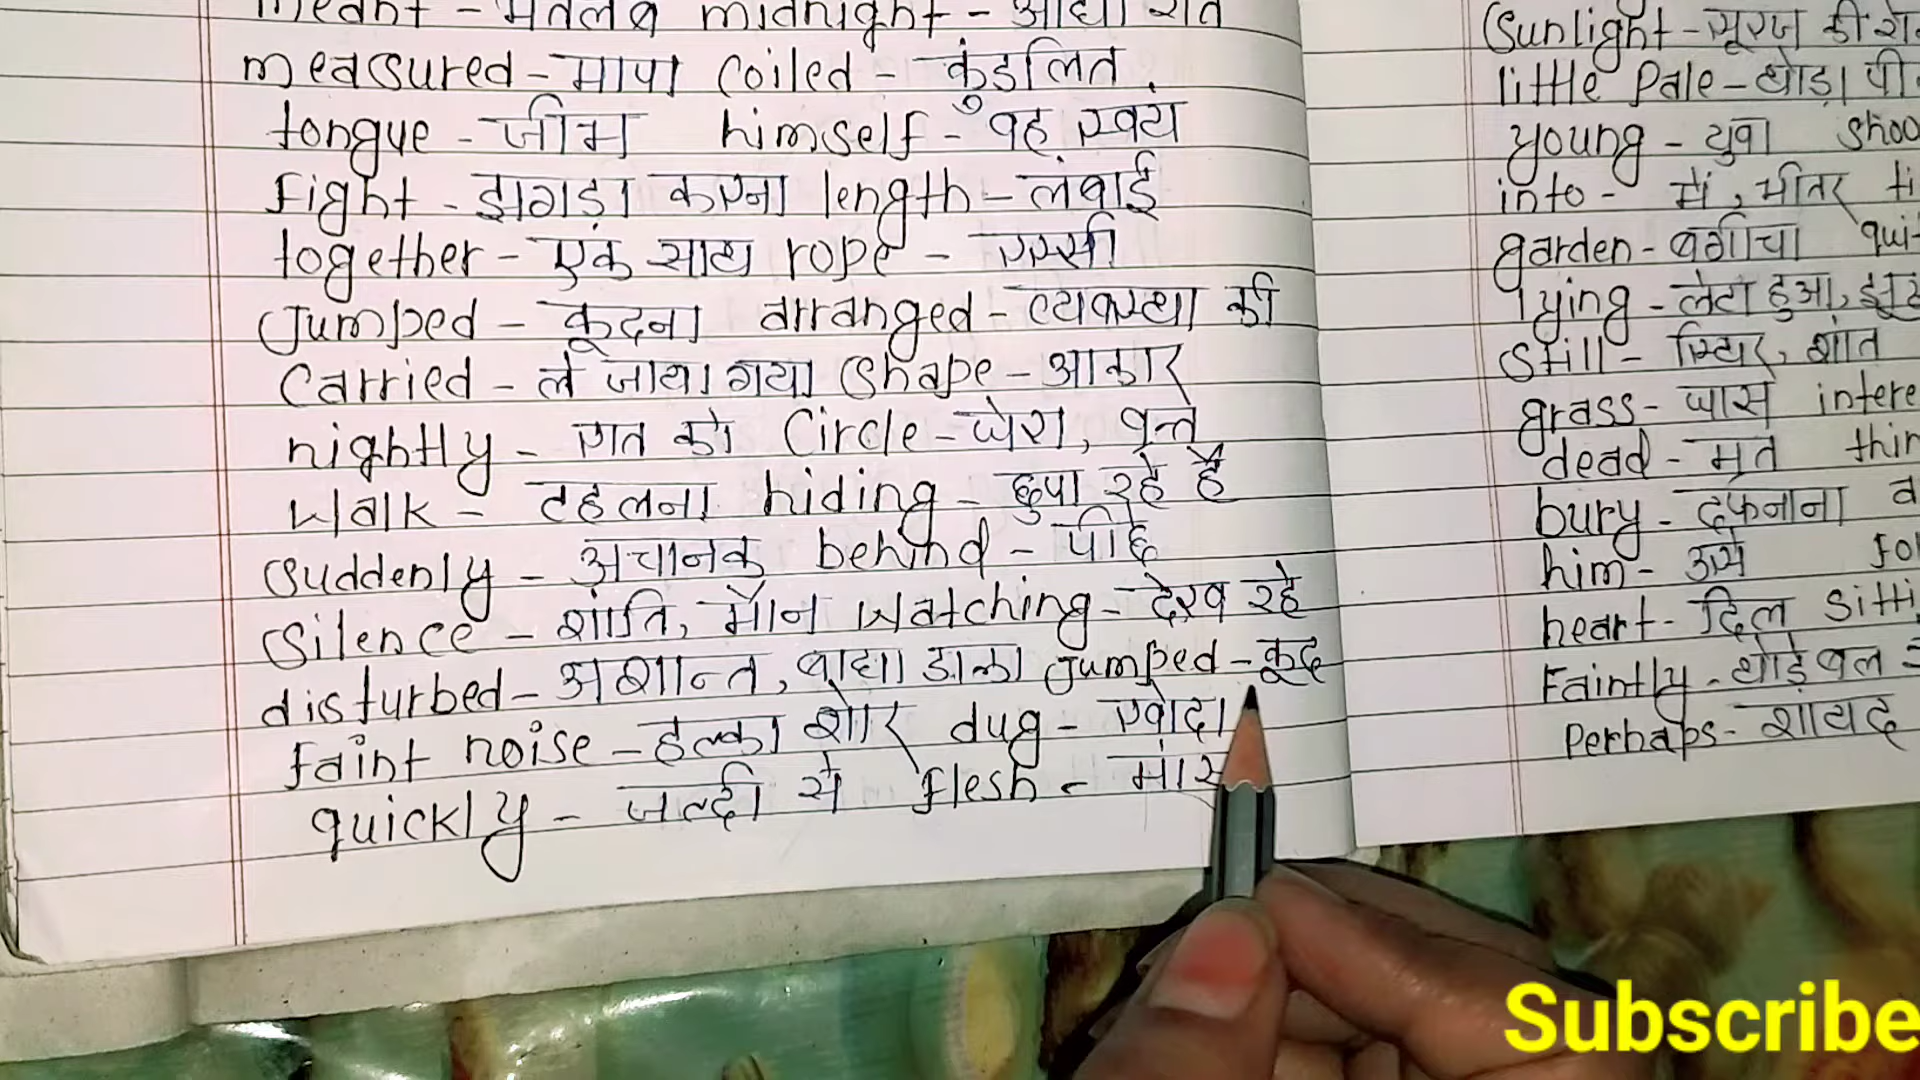 meant - मतलब midnight - आधी रात
measured - मापा coiled - कुंडलित
tongue - जीभ himself - वह स्वयं
fight - झगड़ा करना length - लंबाई
together - एक साथ rope - रस्सी
Jumped - कूदना arranged - व्यवस्था की
Carried - ले जाया गया Shape - आकार
nightly - रात को Circle - घेरा, वृत्त
Walk - टहलना hiding - छुपा रहे हैं
Suddenly - अचानक behind - पीछे
Silence - शांति, मौन Watching - देख रहे
disturbed - अशान्त, बाधा डाला Jumped - कूद
faint noise - हल्का शोर dug - खोदा
quickly - जल्दी से flesh - मांस
Sunlight - सूरज की
little Pale - थोड़ा
young - युवा
into - में, भीतर
garden - बगीचा
lying - लेटा हुआ,
Still - स्थिर, शांत
grass - घास
dead - मृत
bury - दफनाना
him - उसे
heart - दिल
Faintly - थोड़े बल
Perhaps - शायद
Subscribe